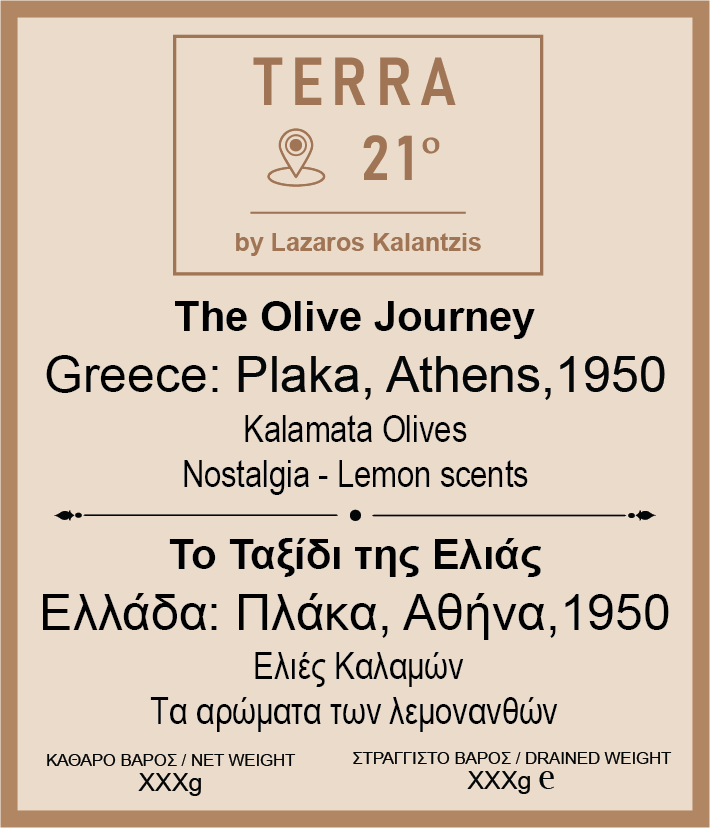 TERRA
21º
by Lazaros Kalantzis
The Olive Journey
Greece: Plaka, Athens,1950
Kalamata Olives
Nostalgia - Lemon scents
Το Ταξίδι της Ελιάς
Ελλάδα: Πλάκα, Αθήνα,1950
Ελιές Καλαμών
Τα αρώματα των λεμονανθών
ΚΑΘΑΡΟ ΒΑΡΟΣ / NET WEIGHT
XXXg
ΣΤΡΑΓΓΙΣΤΟ ΒΑΡΟΣ / DRAINED WEIGHT
XXXg ℮